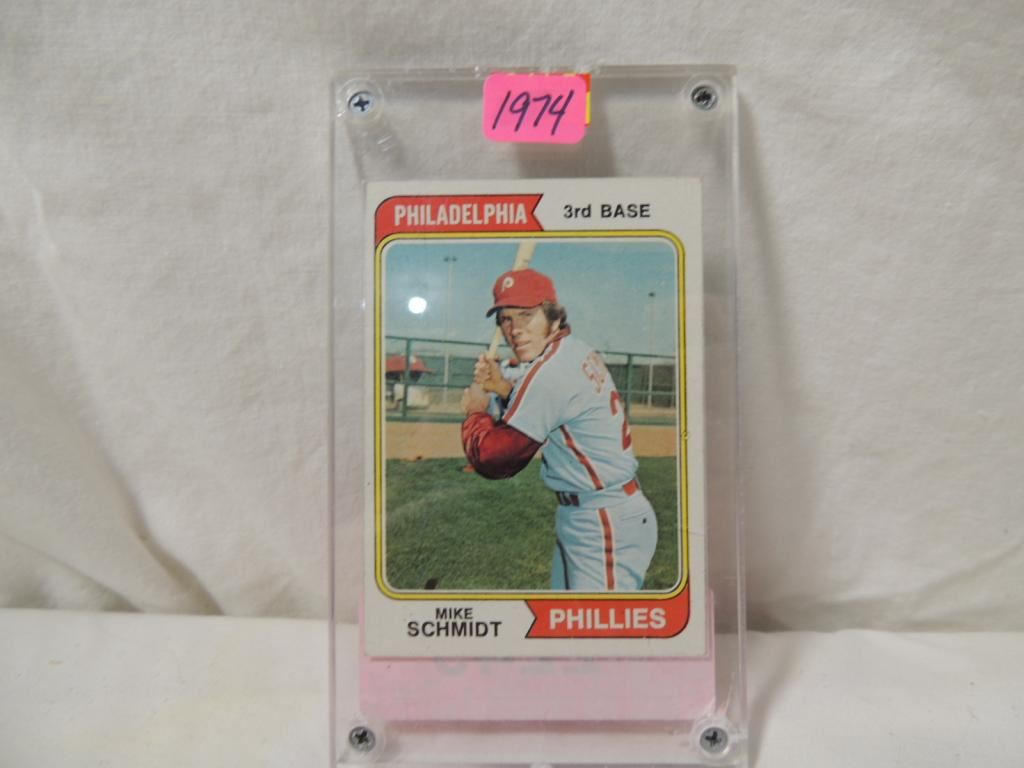 1974
PHILADELPHIA 3rd BASE
P
MIKE
SCHMIDT
PHILLIES